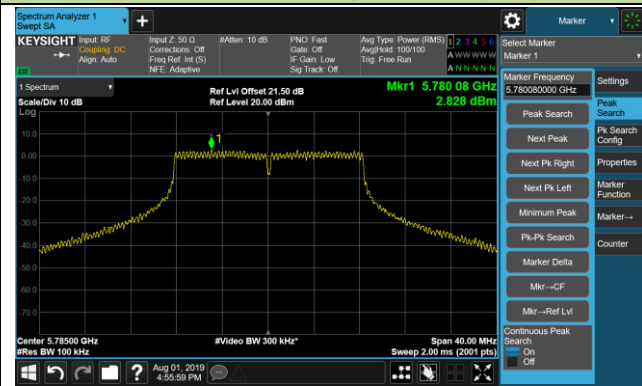 Spectrum Analyzer 1
Swept SA
Marker
KEYSIGHT
Input: RF
Coupling: DC
Align: Auto
Input Z: 50 Ω
Corrections: Off
Freq Ref: Int (S)
NFE: Adaptive
#Atten: 10 dB
PNO: Fast
Gate: Off
IF Gain: Low
Sig Track: Off
Avg Type: Power (RMS)
Avg|Hold: 100/100
Trig: Free Run
1 2 3 4 5 6
A W W W W W
A N N N N N
LXI
Select Marker
Marker 1
1 Spectrum
Scale/Div 10 dB
Log
Ref Lvl Offset 21.50 dB
Ref Level 20.00 dBm
Mkr1 5.780 08 GHz
2.828 dBm
Marker Frequency
5.780080000 GHz
Settings
Peak Search
Next Peak
Next Pk Right
Next Pk Left
Minimum Peak
Pk-Pk Search
Marker Delta
Mkr→CF
Mkr→Ref Lvl
Continuous Peak
Search
On
Off
Peak
Search
Pk Search
Config
Properties
Marker
Function
Marker→
Counter
10.0
0.00
-10.0
-20.0
-30.0
-40.0
-50.0
-60.0
-70.0
1
Center 5.78500 GHz
#Res BW 100 kHz
#Video BW 300 kHz*
Span 40.00 MHz
Sweep 2.00 ms (2001 pts)
?
Aug 01, 2019
4:55:59 PM